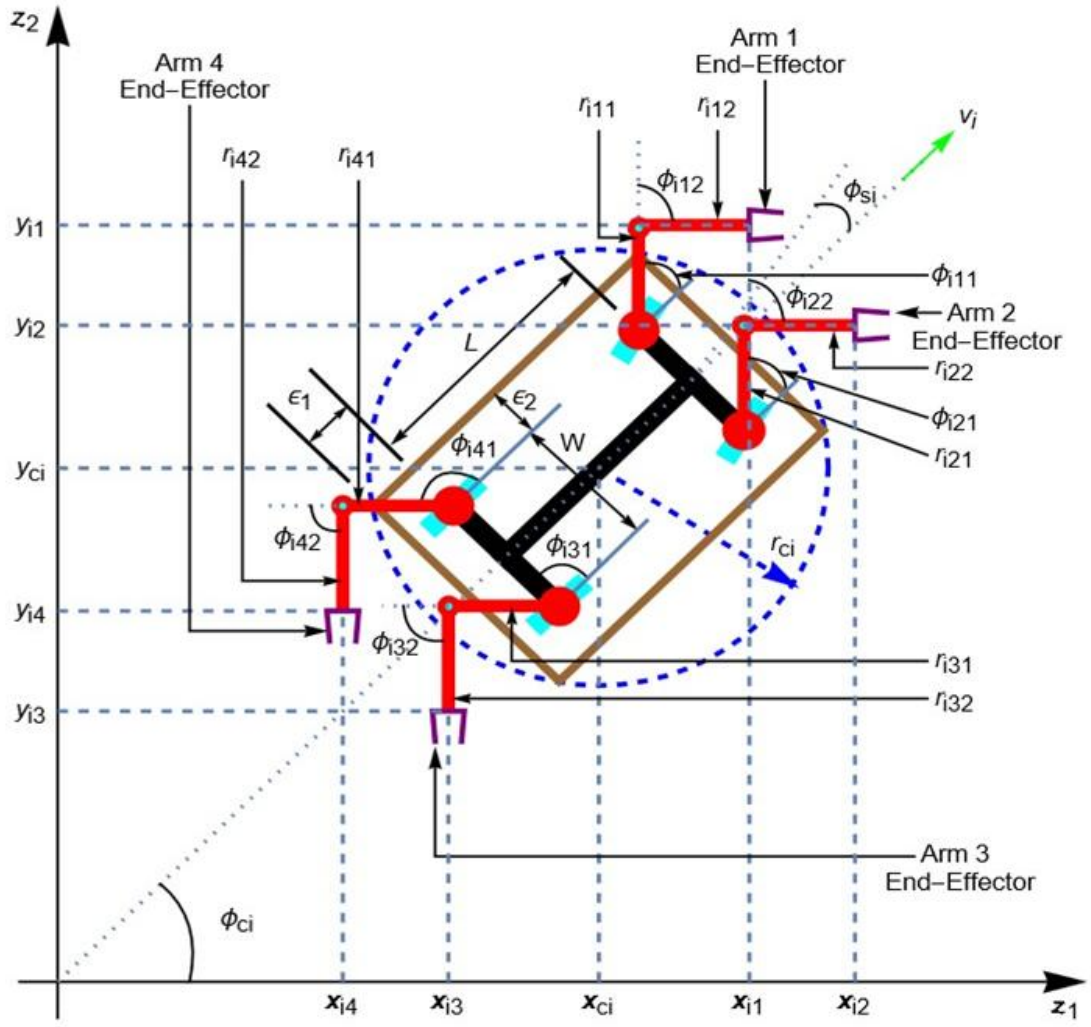 z2
Arm 1
End–Effector
Arm 4
End–Effector
ri11
ri12
vi
ri42
ri41
ϕsi
ϕi12
yi1
ϕi11
ϕi22
Arm 2
End–Effector
yi2
L
ri22
ϵ1
ϵ2
ϕi21
ϕi41
W
ri21
yci
ϕi42
ϕi31
rci
yi4
ϕi32
ri31
ri32
yi3
Arm 3
End–Effector
ϕci
xi4
xi3
xci
xi1
xi2
z1